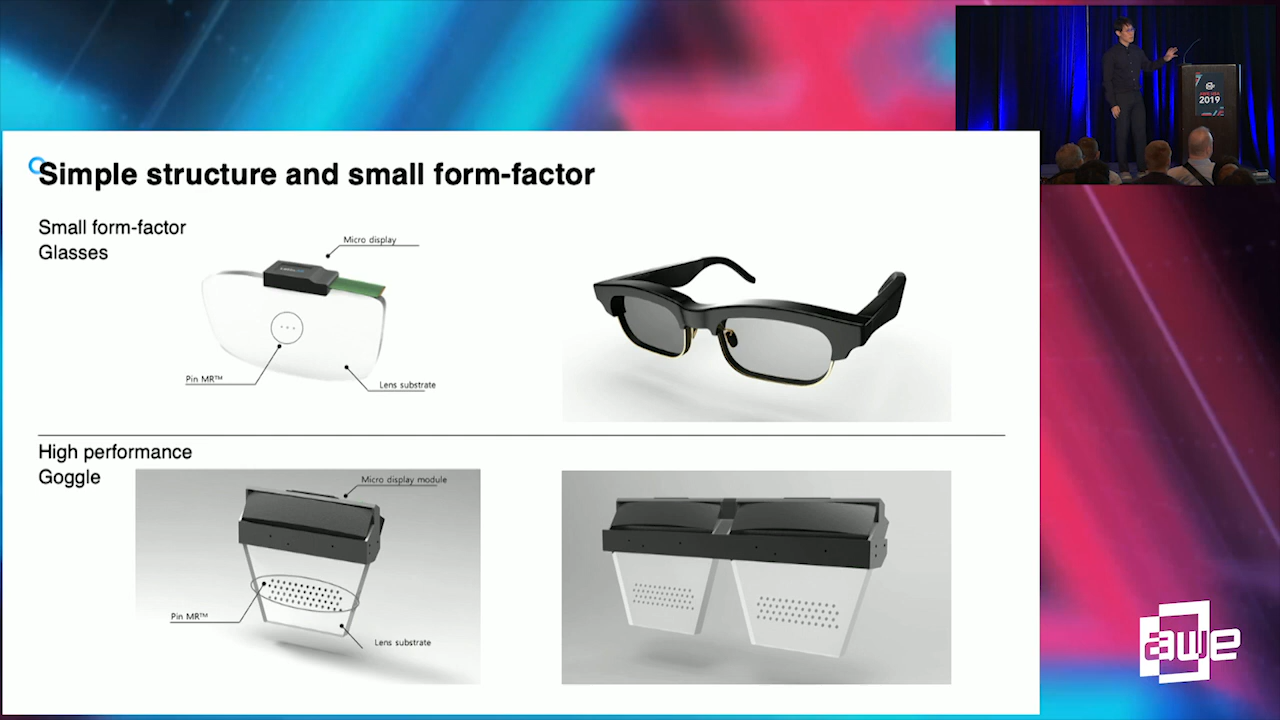 Simple structure and small form-factor
Small form-factor
Glasses
Micro display
Pin MR™
Lens substrate
High performance
Goggle
Micro display module
Pin MR™
Lens substrate
2019
awe